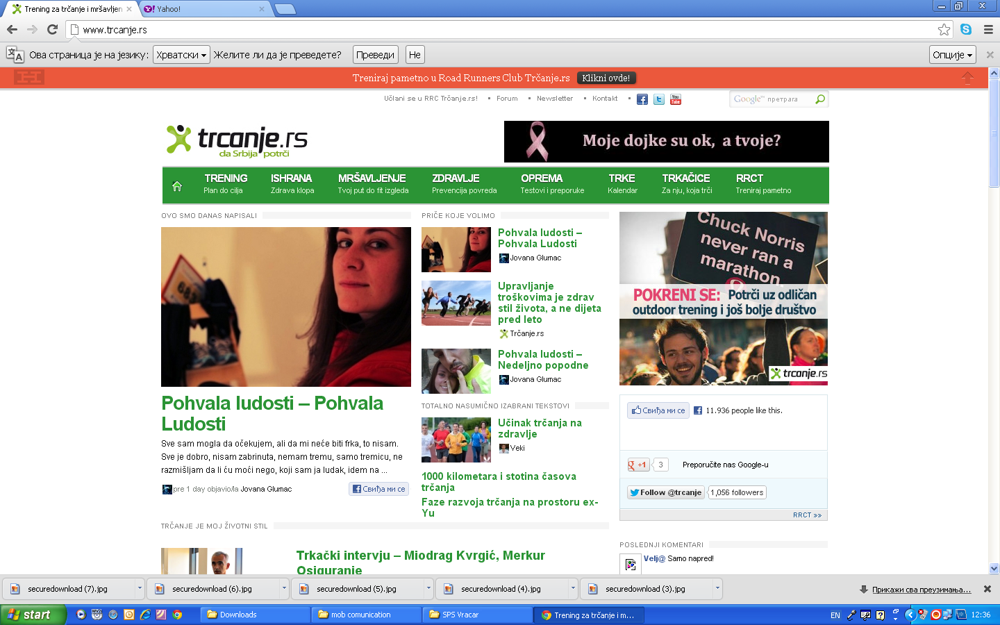 Trening za trčanje i mršavljen
Yahoo!
www.trcanje.rs
Ова страница је на језику: Хрватски Желите ли да је преведете? Преведи Не Опције
Treniraj pametno u Road Runners Club Trčanje.rs Klikni ovde!
Učlani se u RRC Trčanje.rs! Forum Newsletter Kontakt
Google™ претрага
trcanje.rs
da Srbija potrči
Moje dojke su ok, a tvoje?
TRENING ISHRANA MRŠAVLJENJE ZDRAVLJE OPREMA TRKE TRKAČICE RRCT
Plan do cilja Zdrava klopa Tvoj put do fit izgleda Prevencija povreda Testovi i preporuke Kalendar Za nju, koja trči Treniraj pametno
OVO SMO DANAS NAPISALI
Pohvala ludosti – Pohvala
Ludosti
Sve sam mogla da očekujem, ali da mi neće biti frka, to nisam.
Sve je dobro, nisam zabrinuta, nemam tremu, samo tremicu, ne
razmišljam da li ću moći nego, koji sam ja ludak, idem na ...
pre 1 day objavio/la Jovana Glumac
Свиђа ми се
PRIČE KOJE VOLIMO
Pohvala ludosti –
Pohvala Ludosti
Jovana Glumac
Upravljanje
troškovima je zdrav
stil života, a ne dijeta
pred leto
Trčanje.rs
Pohvala ludosti –
Nedeljno popodne
Jovana Glumac
TOTALNO NASUMIČNO IZABRANI TEKSTOVI
Učinak trčanja na
zdravlje
Veki
1000 kilometara i stotina časova
trčanja
Faze razvoja trčanja na prostoru ex-
Yu
Chuck Norris
never ran a
marathon.
POKRENI SE: Potrči uz odličan
outdoor trening i još bolje društvo
trcanje.rs
Свиђа ми се 11.936 people like this.
+1 3 Preporučite nas Google-u
Follow @trcanje 1,056 followers
RRCT »»
TRČANJE JE MOJ ŽIVOTNI STIL
Trkački intervju – Miodrag Kvrgić, Merkur
Osiguranje
POSLEDNJI KOMENTARI
Velj@ Samo napred!
securedownload (7).jpg securedownload (6).jpg securedownload (5).jpg securedownload (4).jpg securedownload (3).jpg Прикажи сва преузимања...
start Downloads mob comunication SPS Vracar Trening za trčanje i m... EN 12:36